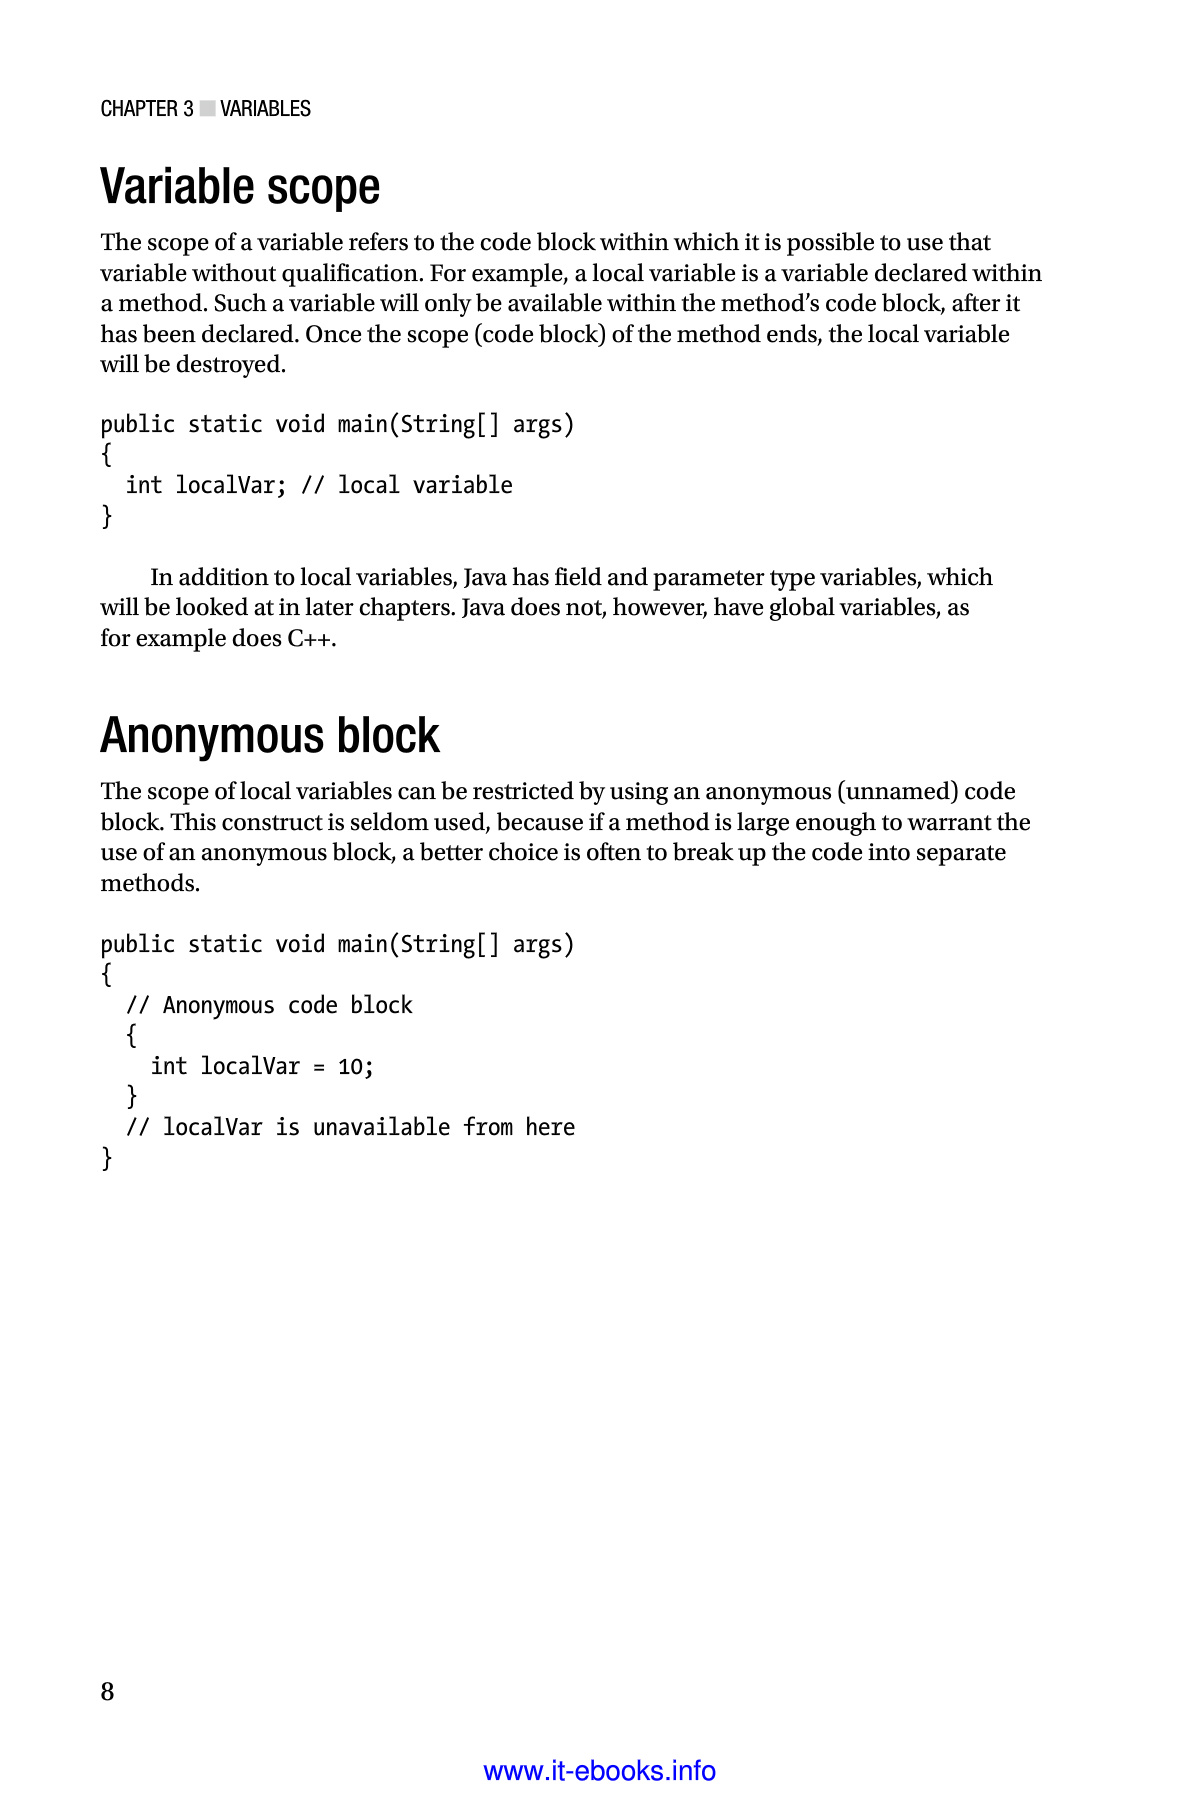 CHAPTER 3 ■ VARIABLES
Variable scope
The scope of a variable refers to the code block within which it is possible to use that
variable without qualification. For example, a local variable is a variable declared within
a method. Such a variable will only be available within the method’s code block, after it
has been declared. Once the scope (code block) of the method ends, the local variable
will be destroyed.
public static void main(String[] args)
{
  int localVar; // local variable
}
In addition to local variables, Java has field and parameter type variables, which
will be looked at in later chapters. Java does not, however, have global variables, as
for example does C++.
Anonymous block
The scope of local variables can be restricted by using an anonymous (unnamed) code
block. This construct is seldom used, because if a method is large enough to warrant the
use of an anonymous block, a better choice is often to break up the code into separate
methods.
public static void main(String[] args)
{
  // Anonymous code block
  {
    int localVar = 10;
  }
  // localVar is unavailable from here
}
8
www.it-ebooks.info